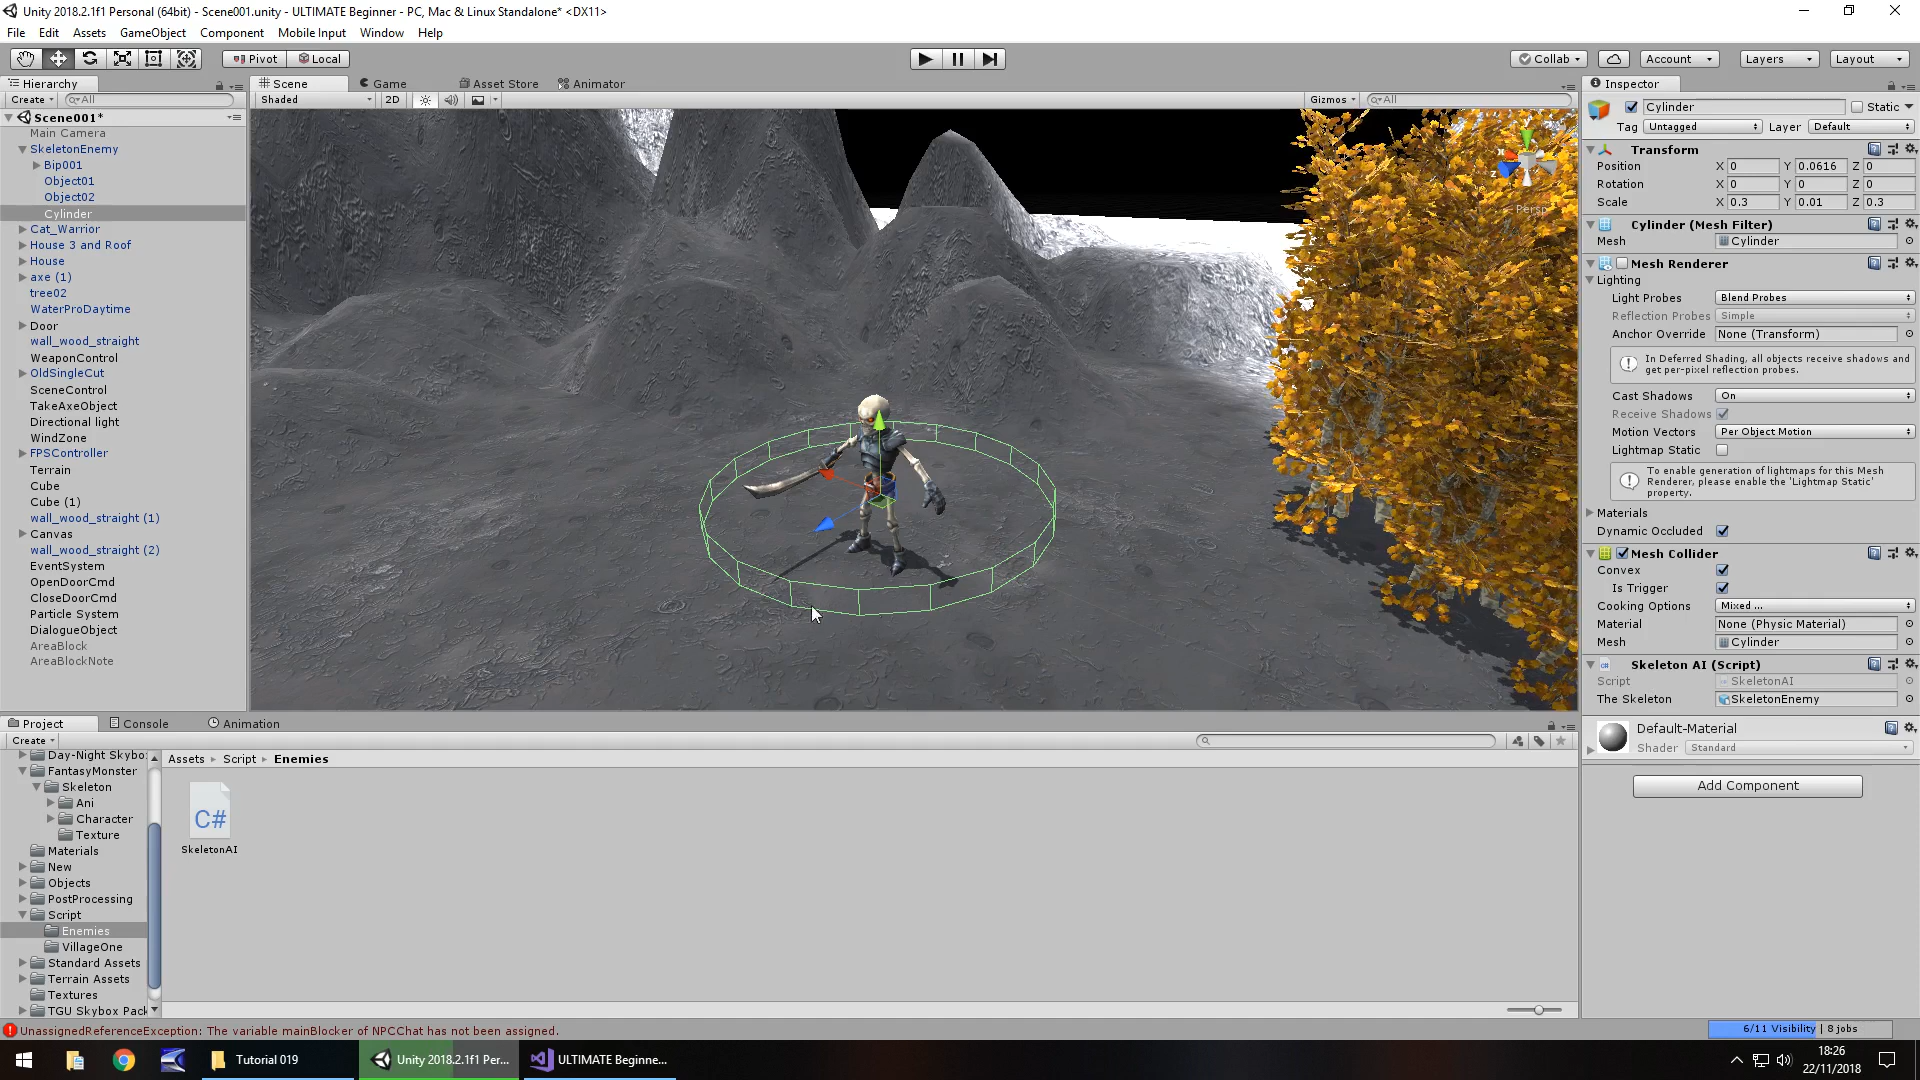 Unity 2018.2.1f1 Personal (64bit) - Scene001.unity - ULTIMATE Beginner - PC, Mac & Linux Standalone* <DX11>
File Edit Assets GameObject Component Mobile Input Window Help
Pivot Local Collab Account Layers Layout
Hierarchy
Create All
Scene001*
Main Camera
SkeletonEnemy
Bip001
Object01
Object02
Cylinder
Cat_Warrior
House 3 and Roof
House
axe (1)
tree02
WaterProDaytime
Door
wall_wood_straight
WeaponControl
OldSingleCut
SceneControl
TakeAxeObject
Directional light
WindZone
FPSController
Terrain
Cube
Cube (1)
wall_wood_straight (1)
Canvas
wall_wood_straight (2)
EventSystem
OpenDoorCmd
CloseDoorCmd
Particle System
DialogueObject
AreaBlock
AreaBlockNote
Scene Game Asset Store Animator
Shaded 2D Gizmos All
x
z
Persp
Inspector
Cylinder Static
Tag Untagged Layer Default
Transform
Position X 0 Y 0.0616 Z 0
Rotation X 0 Y 0 Z 0
Scale X 0.3 Y 0.01 Z 0.3
Cylinder (Mesh Filter)
Mesh Cylinder
Mesh Renderer
Lighting
Light Probes Blend Probes
Reflection Probes Simple
Anchor Override None (Transform)
In Deferred Shading, all objects receive shadows and
get per-pixel reflection probes.
Cast Shadows On
Receive Shadows
Motion Vectors Per Object Motion
Lightmap Static
To enable generation of lightmaps for this Mesh
Renderer, please enable the 'Lightmap Static'
property.
Materials
Dynamic Occluded
Mesh Collider
Convex
Is Trigger
Cooking Options Mixed ...
Material None (Physic Material)
Mesh Cylinder
Skeleton AI (Script)
Script SkeletonAI
The Skeleton SkeletonEnemy
Default-Material
Shader Standard
Add Component
Project Console Animation
Create
Day-Night Skybo
FantasyMonster
Skeleton
Ani
Character
Texture
Materials
New
Objects
PostProcessing
Script
Enemies
VillageOne
Standard Assets
Terrain Assets
Textures
TGU Skybox Pack
Assets Script Enemies
C#
SkeletonAI
UnassignedReferenceException: The variable mainBlocker of NPCChat has not been assigned.
6/11 Visibility | 8 jobs
Tutorial 019 Unity 2018.2.1f1 Per... ULTIMATE Beginne...
18:26
22/11/2018